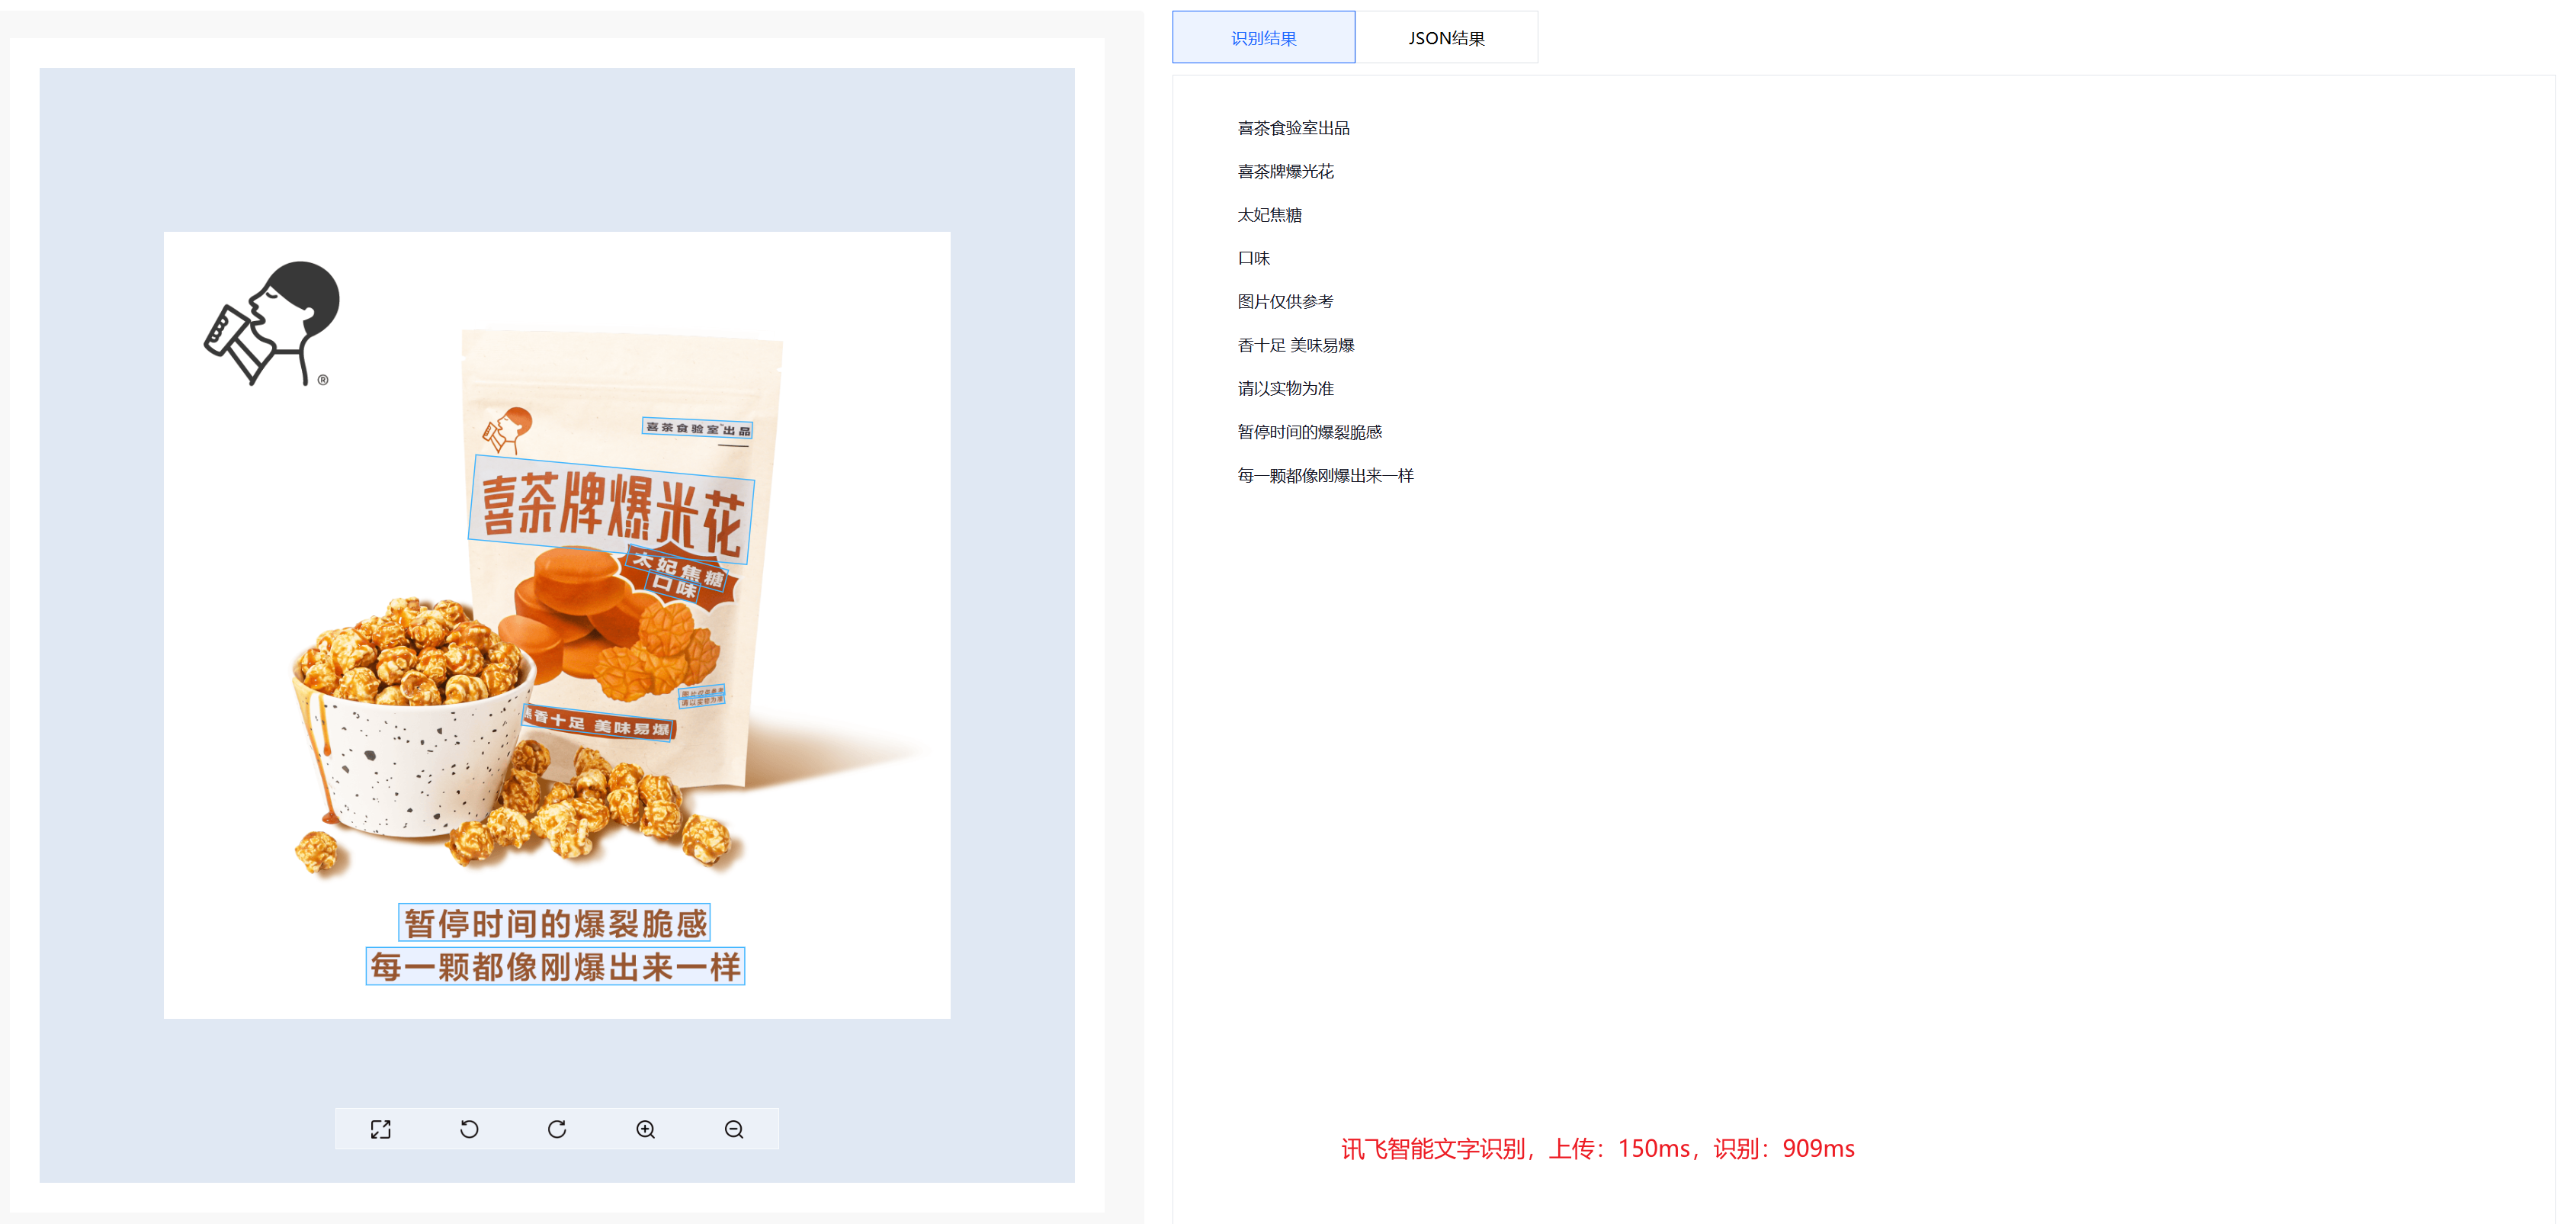 识别结果
JSON结果
®
喜茶食验室出品
喜茶牌爆米花
太妃焦糖
口味
图片仅供参考
请以实物为准
焦香十足 美味易爆
暂停时间的爆裂脆感
每一颗都像刚爆出来一样
喜茶食验室出品
喜茶牌爆光花
太妃焦糖
口味
图片仅供参考
香十足 美味易爆
请以实物为准
暂停时间的爆裂脆感
每一颗都像刚爆出来一样
讯飞智能文字识别，上传：150ms，识别：909ms